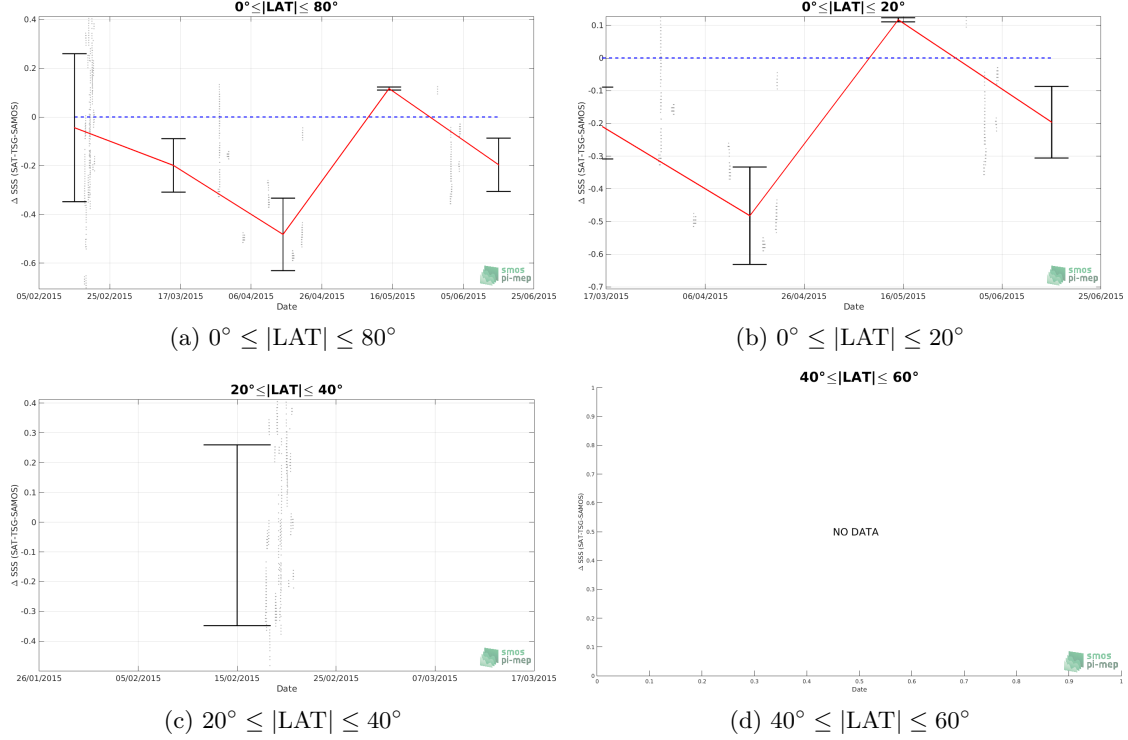 0°≤|LAT|≤ 80°
0.4
0.2
0
-0.2
-0.4
-0.6
Δ SSS (SAT-TSG-SAMOS)
05/02/2015 25/02/2015 17/03/2015 06/04/2015 26/04/2015 16/05/2015 05/06/2015 25/06/2015
Date
smos
pi-mep
(a) 0° ≤ |LAT| ≤ 80°
0°≤|LAT|≤ 20°
0.1
0
-0.1
-0.2
-0.3
-0.4
-0.5
-0.6
-0.7
Δ SSS (SAT-TSG-SAMOS)
17/03/2015 06/04/2015 26/04/2015 16/05/2015 05/06/2015 25/06/2015
Date
smos
pi-mep
(b) 0° ≤ |LAT| ≤ 20°
20°≤|LAT|≤ 40°
0.4
0.3
0.2
0.1
0
-0.1
-0.2
-0.3
-0.4
Δ SSS (SAT-TSG-SAMOS)
26/01/2015 05/02/2015 15/02/2015 25/02/2015 07/03/2015 17/03/2015
Date
smos
pi-mep
(c) 20° ≤ |LAT| ≤ 40°
40°≤|LAT|≤ 60°
1
0.9
0.8
0.7
0.6
0.5
0.4
0.3
0.2
0.1
0
Δ SSS (SAT-TSG-SAMOS)
NO DATA
0 0.1 0.2 0.3 0.4 0.5 0.6 0.7 0.8 0.9 1
Date
smos
pi-mep
(d) 40° ≤ |LAT| ≤ 60°